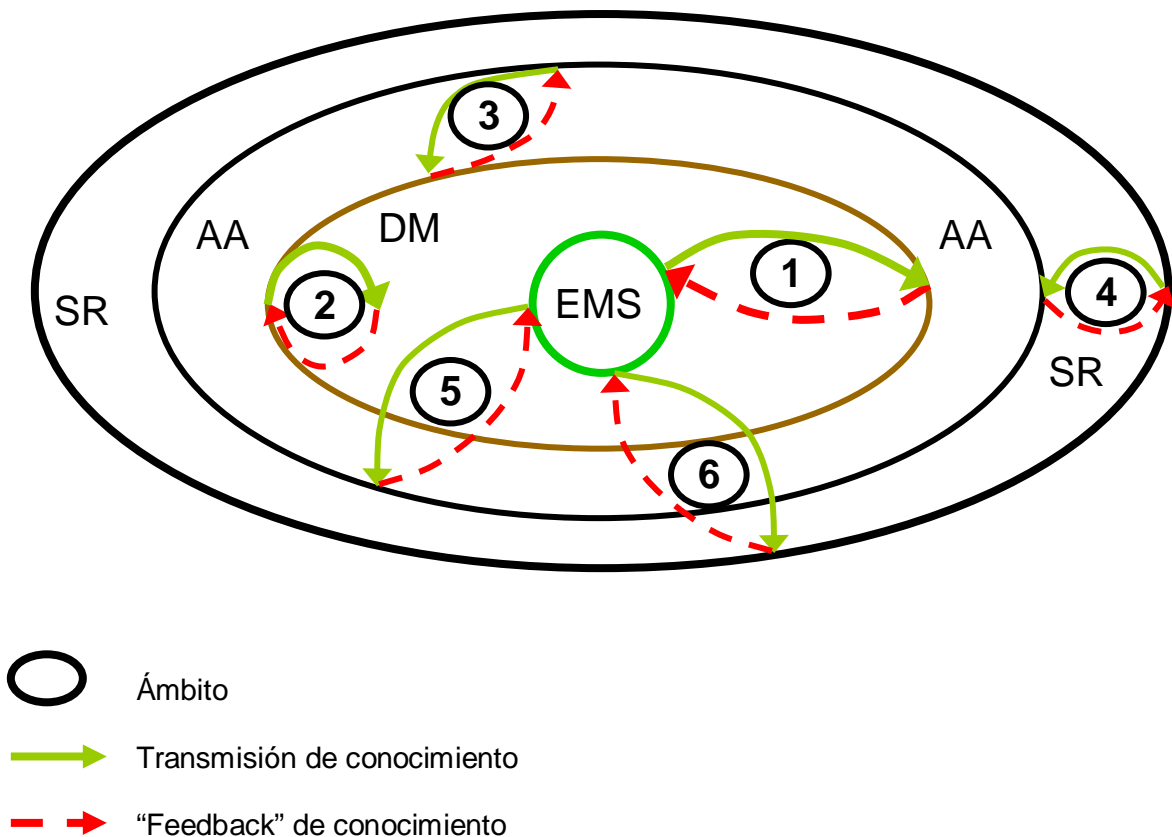 3
AA
DM
AA
1
EMS
2
4
SR
SR
5
6
Ámbito
Transmisión de conocimiento
“Feedback” de conocimiento